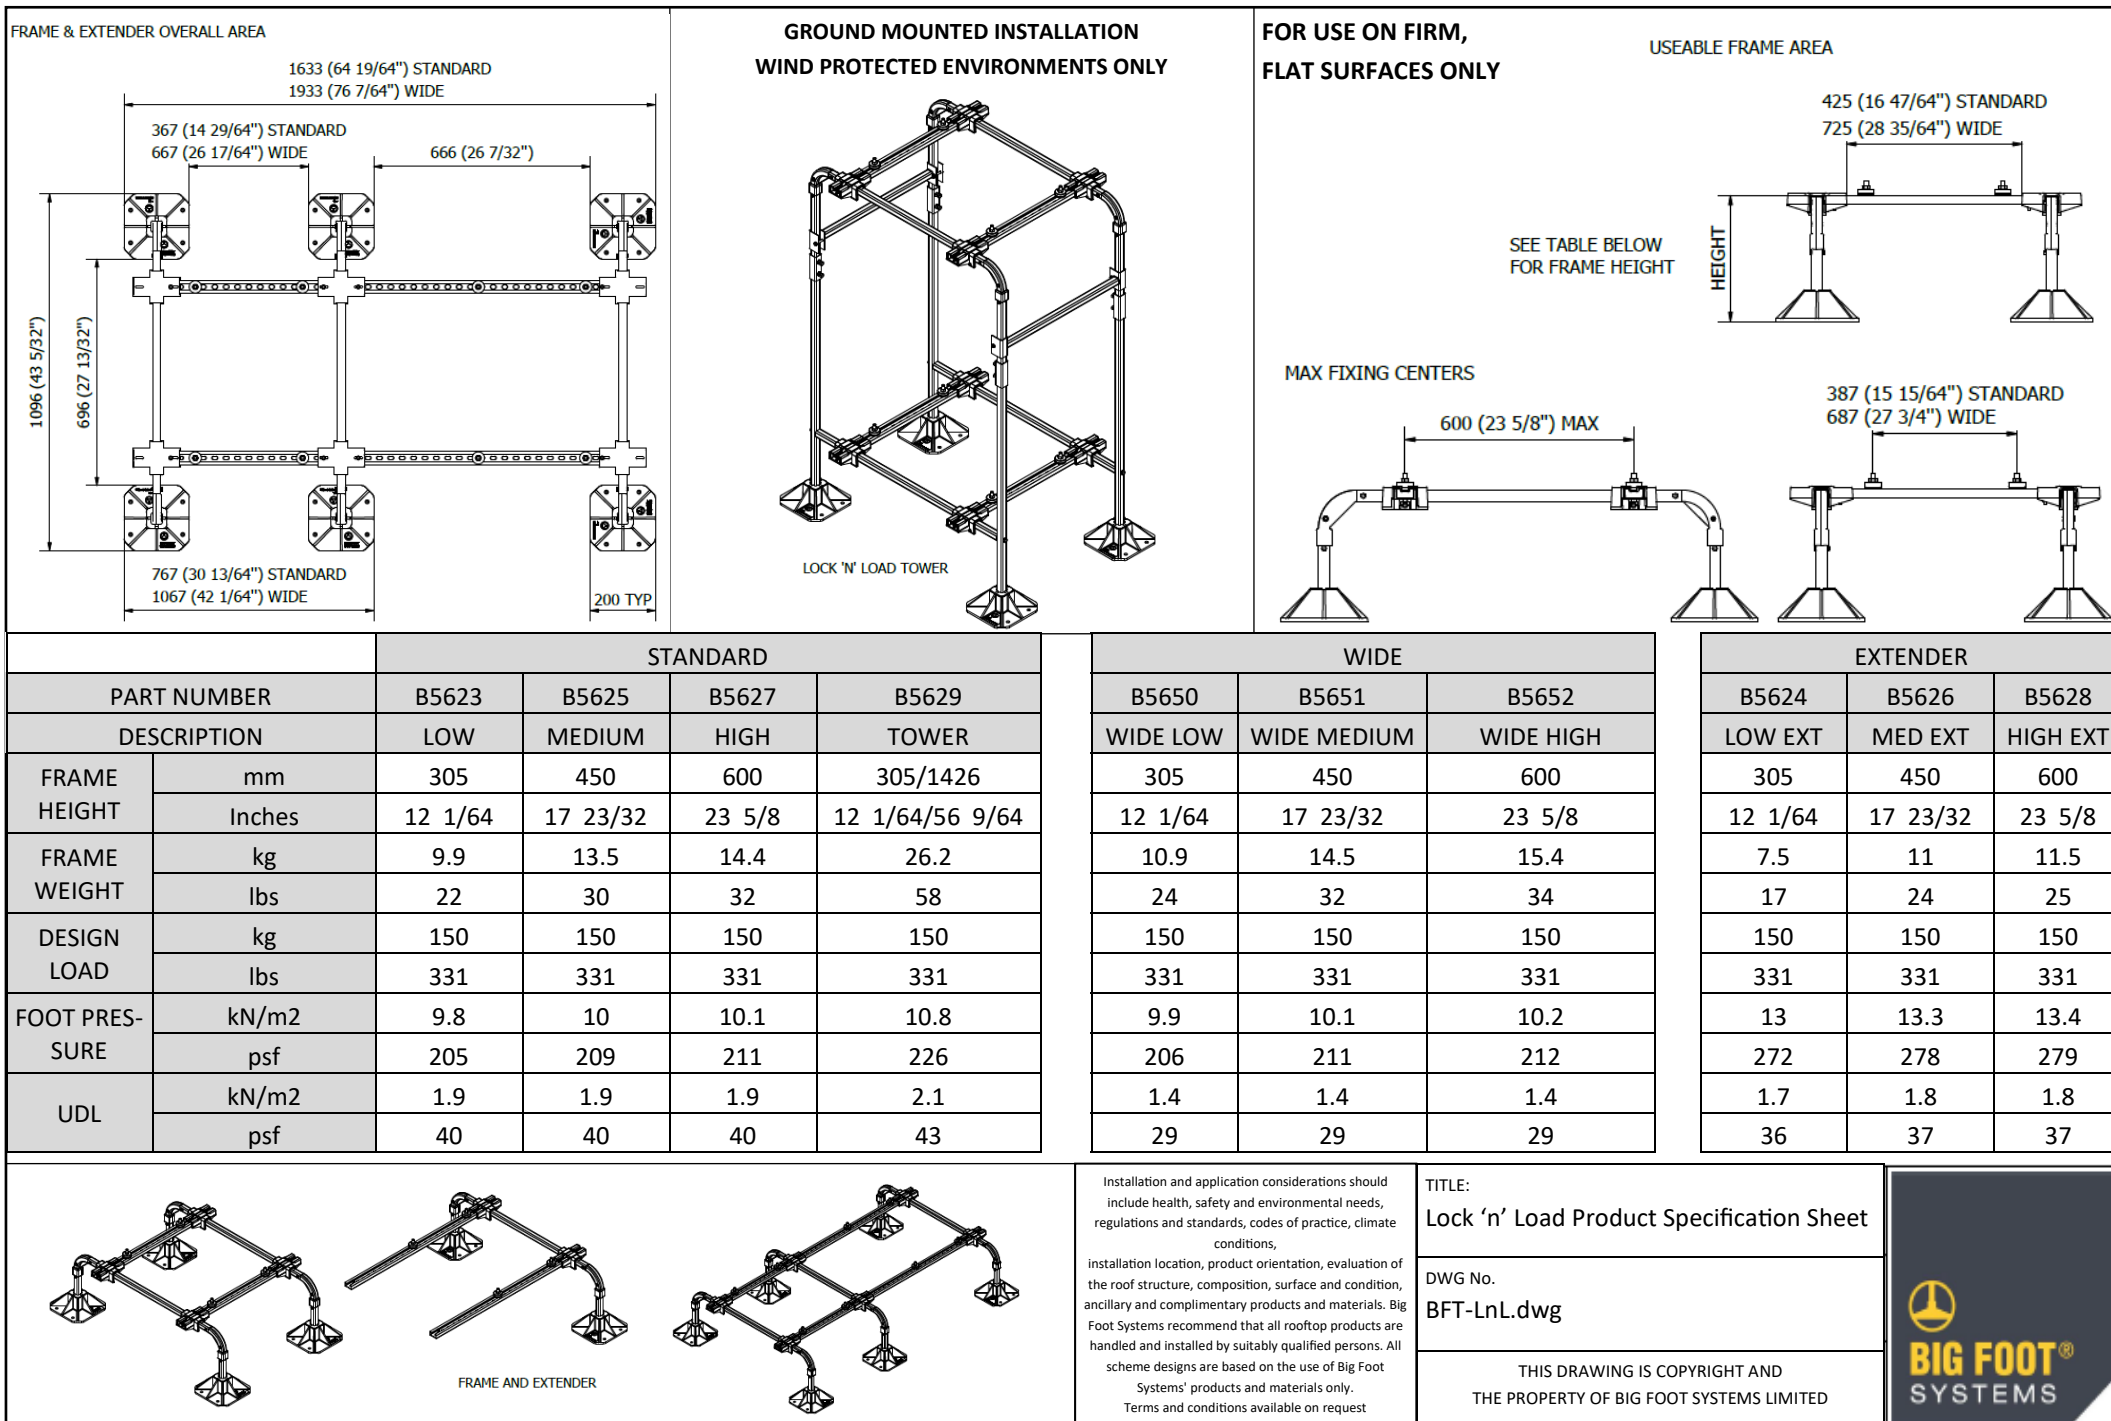 FRAME & EXTENDER OVERALL AREA
1633 (64 19/64") STANDARD
1933 (76 7/64") WIDE
367 (14 29/64") STANDARD
667 (26 17/64") WIDE
666 (26 7/32")
1096 (43 5/32")
696 (27 13/32")
767 (30 13/64") STANDARD
1067 (42 1/64") WIDE
200 TYP
GROUND MOUNTED INSTALLATION
WIND PROTECTED ENVIRONMENTS ONLY
LOCK 'N' LOAD TOWER
FOR USE ON FIRM,
FLAT SURFACES ONLY
USEABLE FRAME AREA
425 (16 47/64") STANDARD
725 (28 35/64") WIDE
SEE TABLE BELOW
FOR FRAME HEIGHT
HEIGHT
MAX FIXING CENTERS
600 (23 5/8") MAX
387 (15 15/64") STANDARD
687 (27 3/4") WIDE
STANDARD WIDE EXTENDER
PART NUMBER B5623 B5625 B5627 B5629 B5650 B5651 B5652 B5624 B5626 B5628
DESCRIPTION LOW MEDIUM HIGH TOWER WIDE LOW WIDE MEDIUM WIDE HIGH LOW EXT MED EXT HIGH EXT
FRAME HEIGHT mm 305 450 600 305/1426 305 450 600 305 450 600
Inches 12 1/64 17 23/32 23 5/8 12 1/64/56 9/64 12 1/64 17 23/32 23 5/8 12 1/64 17 23/32 23 5/8
FRAME WEIGHT kg 9.9 13.5 14.4 26.2 10.9 14.5 15.4 7.5 11 11.5
lbs 22 30 32 58 24 32 34 17 24 25
DESIGN LOAD kg 150 150 150 150 150 150 150 150 150 150
lbs 331 331 331 331 331 331 331 331 331 331
FOOT PRES-SURE kN/m2 9.8 10 10.1 10.8 9.9 10.1 10.2 13 13.3 13.4
psf 205 209 211 226 206 211 212 272 278 279
UDL kN/m2 1.9 1.9 1.9 2.1 1.4 1.4 1.4 1.7 1.8 1.8
psf 40 40 40 43 29 29 29 36 37 37
FRAME AND EXTENDER
Installation and application considerations should
include health, safety and environmental needs,
regulations and standards, codes of practice, climate
conditions,
installation location, product orientation, evaluation of
the roof structure, composition, surface and condition,
ancillary and complimentary products and materials. Big
Foot Systems recommend that all rooftop products are
handled and installed by suitably qualified persons. All
scheme designs are based on the use of Big Foot
Systems' products and materials only.
Terms and conditions available on request
TITLE:
Lock ‘n’ Load Product Specification Sheet
DWG No.
BFT-LnL.dwg
THIS DRAWING IS COPYRIGHT AND
THE PROPERTY OF BIG FOOT SYSTEMS LIMITED
BIG FOOT®
SYSTEMS